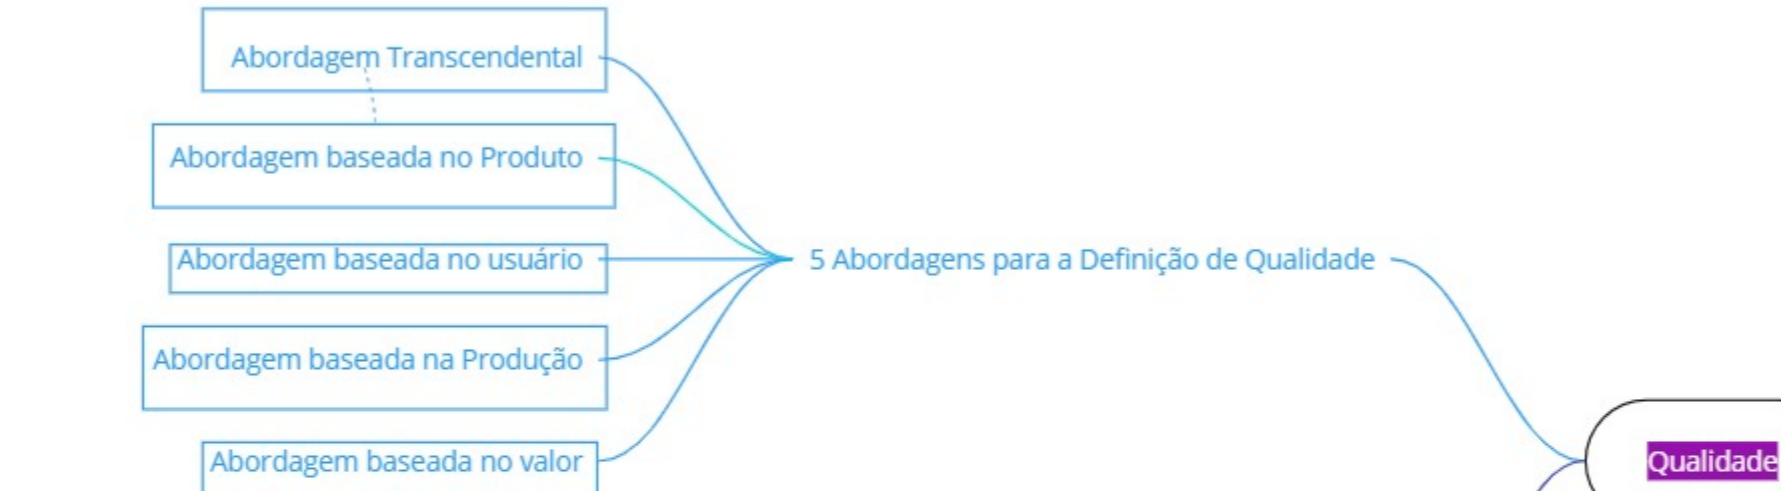 Abordagem Transcendental
Abordagem baseada no Produto
Abordagem baseada no usuário
5 Abordagens para a Definição de Qualidade
Abordagem baseada na Produção
Abordagem baseada no valor
Qualidade